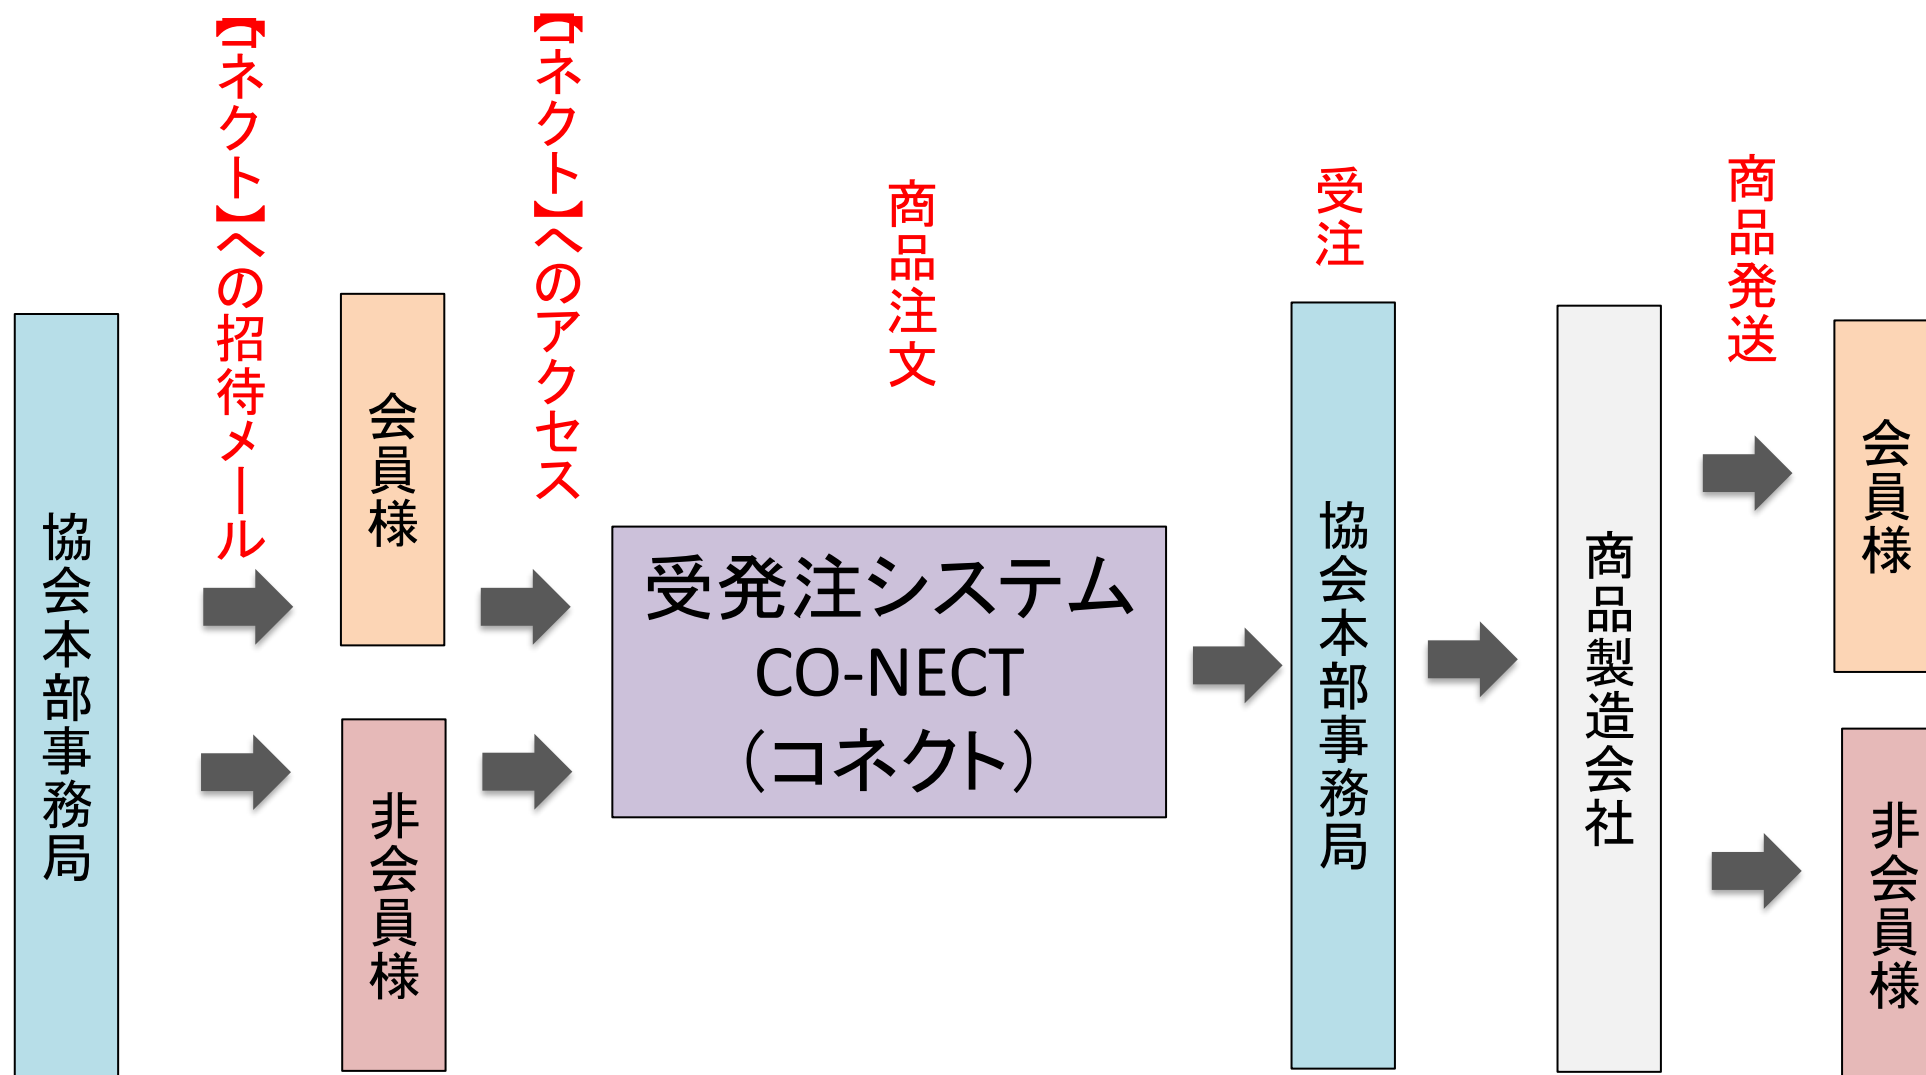 協会本部事務局
【コネクト】への招待メール
会員様
非会員様
【コネクト】へのアクセス
商品注文
受発注システム
CO-NECT
（コネクト）
受注
協会本部事務局
商品製造会社
商品発送
会員様
非会員様